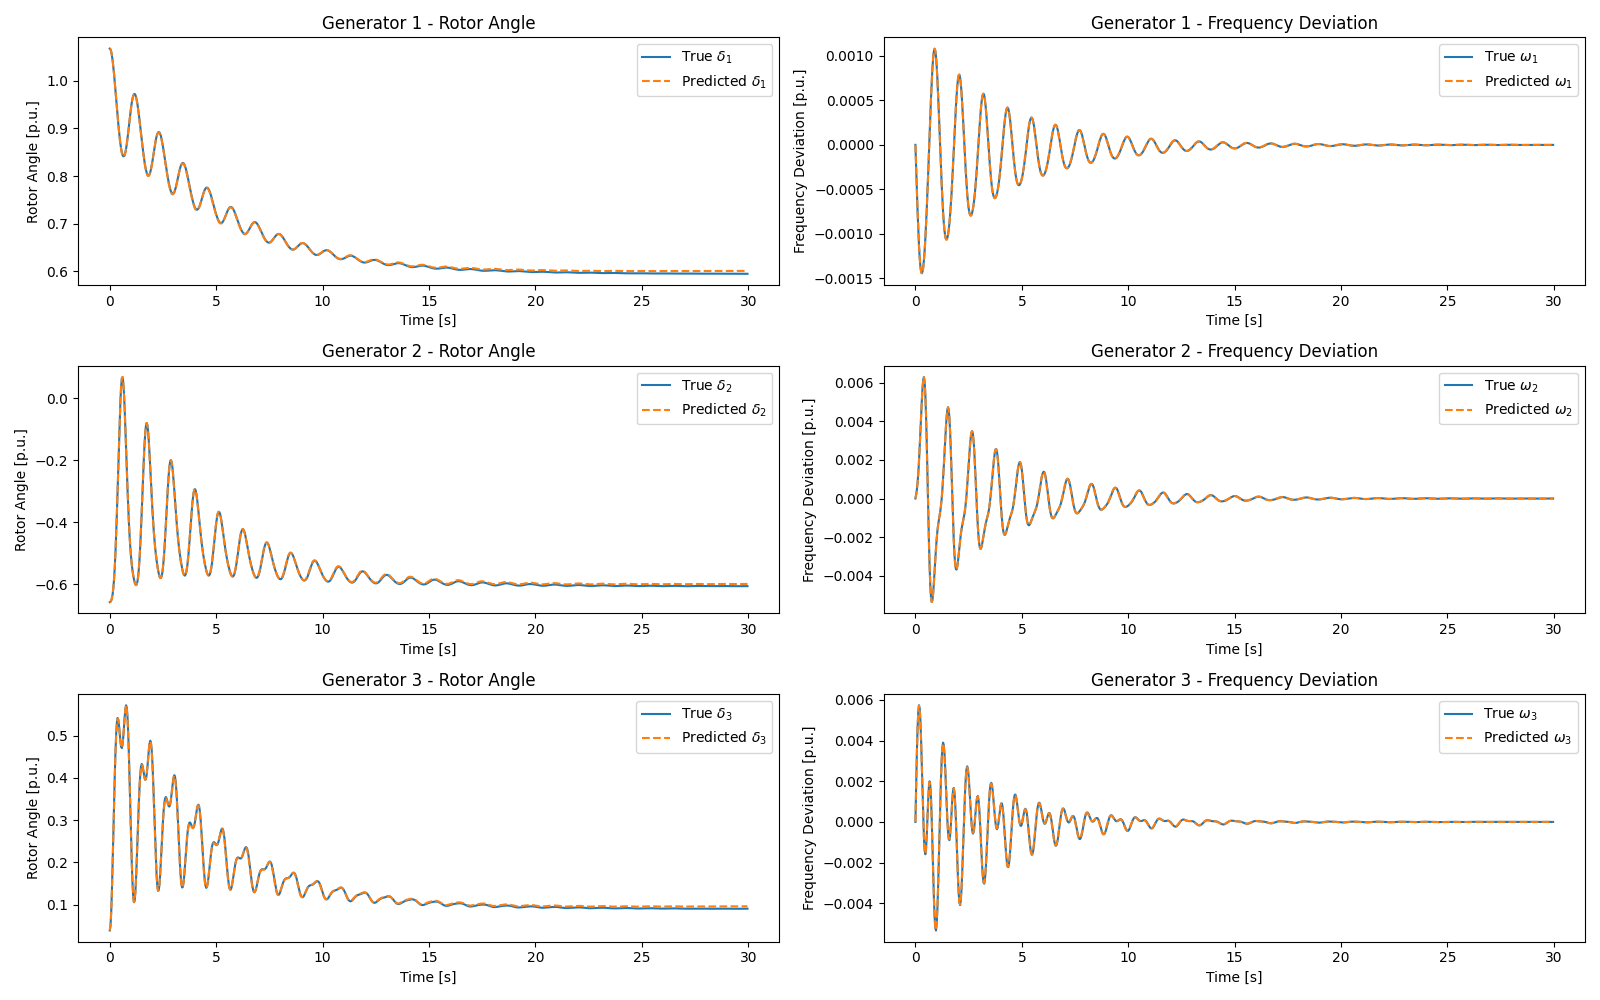 Generator 1 - Rotor Angle
Rotor Angle [p.u.]
1.0
0.9
0.8
0.7
0.6
True δ1
Predicted δ1
0 5 10 15 20 25 30
Time [s]
Generator 1 - Frequency Deviation
Frequency Deviation [p.u.]
0.0010
0.0005
0.0000
−0.0005
−0.0010
−0.0015
True ω1
Predicted ω1
0 5 10 15 20 25 30
Time [s]
Generator 2 - Rotor Angle
Rotor Angle [p.u.]
0.0
−0.2
−0.4
−0.6
True δ2
Predicted δ2
0 5 10 15 20 25 30
Time [s]
Generator 2 - Frequency Deviation
Frequency Deviation [p.u.]
0.006
0.004
0.002
0.000
−0.002
−0.004
True ω2
Predicted ω2
0 5 10 15 20 25 30
Time [s]
Generator 3 - Rotor Angle
Rotor Angle [p.u.]
0.5
0.4
0.3
0.2
0.1
True δ3
Predicted δ3
0 5 10 15 20 25 30
Time [s]
Generator 3 - Frequency Deviation
Frequency Deviation [p.u.]
0.006
0.004
0.002
0.000
−0.002
−0.004
True ω3
Predicted ω3
0 5 10 15 20 25 30
Time [s]